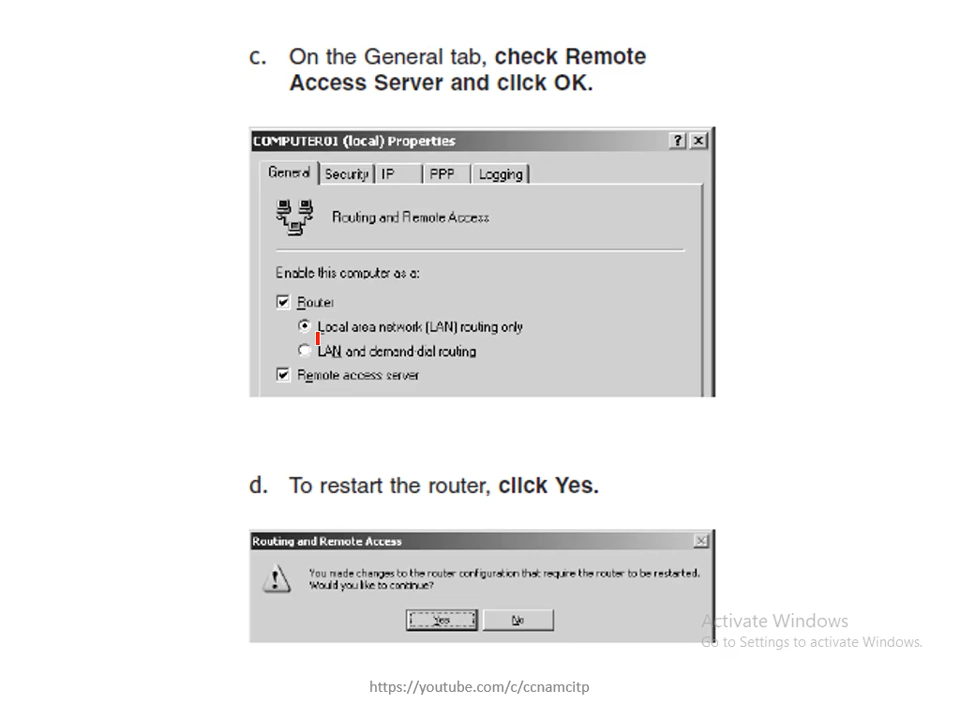 c. On the General tab, check Remote
Access Server and click OK.
COMPUTER01 (local) Properties
General Security IP PPP Logging
Routing and Remote Access
Enable this computer as a:
Router
Local area network (LAN) routing only
LAN and demand-dial routing
Remote access server
d. To restart the router, click Yes.
Routing and Remote Access
You made changes to the router configuration that require the router to be restarted.
Would you like to continue?
Yes No
Activate Windows
Go to Settings to activate Windows.
https://youtube.com/c/ccnamcitp